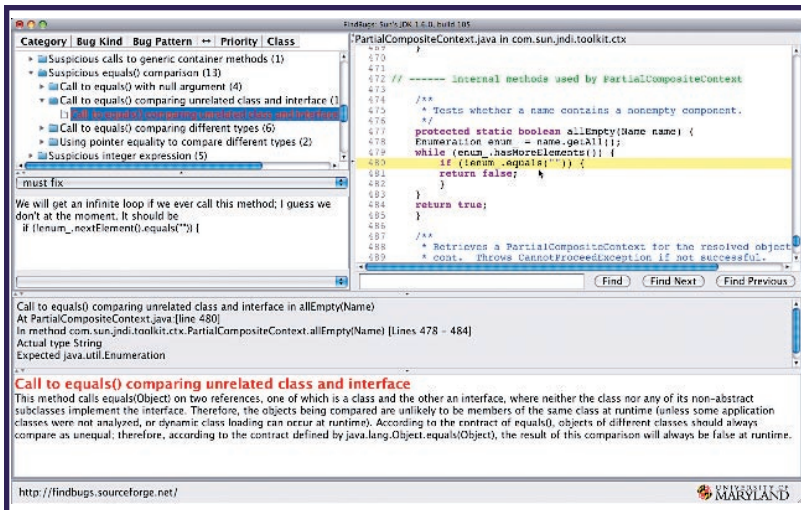 FindBugs: Sun's JDK 1.6.0, build 105
Category Bug Kind Bug Pattern ↔ Priority Class
Suspicious calls to generic container methods (1)
Suspicious equals() comparison (13)
Call to equals() with null argument (4)
Call to equals() comparing unrelated class and interface (1
Call to equals() comparing unrelated class and interface
Call to equals() comparing different types (6)
Using pointer equality to compare different types (2)
Suspicious integer expression (5)
must fix
We will get an infinite loop if we ever call this method; I guess we
don't at the moment. It should be
if (!enum_.nextElement().equals("")) {
PartialCompositeContext.java in com.sun.jndi.toolkit.ctx
469 }
470
471
472 // ------ internal methods used by PartialCompositeContext
473
474 /**
475 * Tests whether a name contains a nonempty component.
476 */
477 protected static boolean allEmpty(Name name) {
478 Enumeration enum_ = name.getAll();
479 while (enum_.hasMoreElements()) {
480 if (!enum_.equals("")) {
481 return false;
482 }
483 }
484 return true;
485 }
486
487 /**
488 * Retrieves a PartialCompositeContext for the resolved object
489 * cont. Throws CannotProceedException if not successful.
Find Find Next Find Previous
Call to equals() comparing unrelated class and interface in allEmpty(Name)
At PartialCompositeContext.java:[line 480]
In method com.sun.jndi.toolkit.ctx.PartialCompositeContext.allEmpty(Name) [Lines 478 - 484]
Actual type String
Expected java.util.Enumeration
Call to equals() comparing unrelated class and interface
This method calls equals(Object) on two references, one of which is a class and the other an interface, where neither the class nor any of its non-abstract
subclasses implement the interface. Therefore, the objects being compared are unlikely to be members of the same class at runtime (unless some application
classes were not analyzed, or dynamic class loading can occur at runtime). According to the contract of equals(), objects of different classes should always
compare as unequal; therefore, according to the contract defined by java.lang.Object.equals(Object), the result of this comparison will always be false at runtime.
http://findbugs.sourceforge.net/
UNIVERSITY OF
MARYLAND